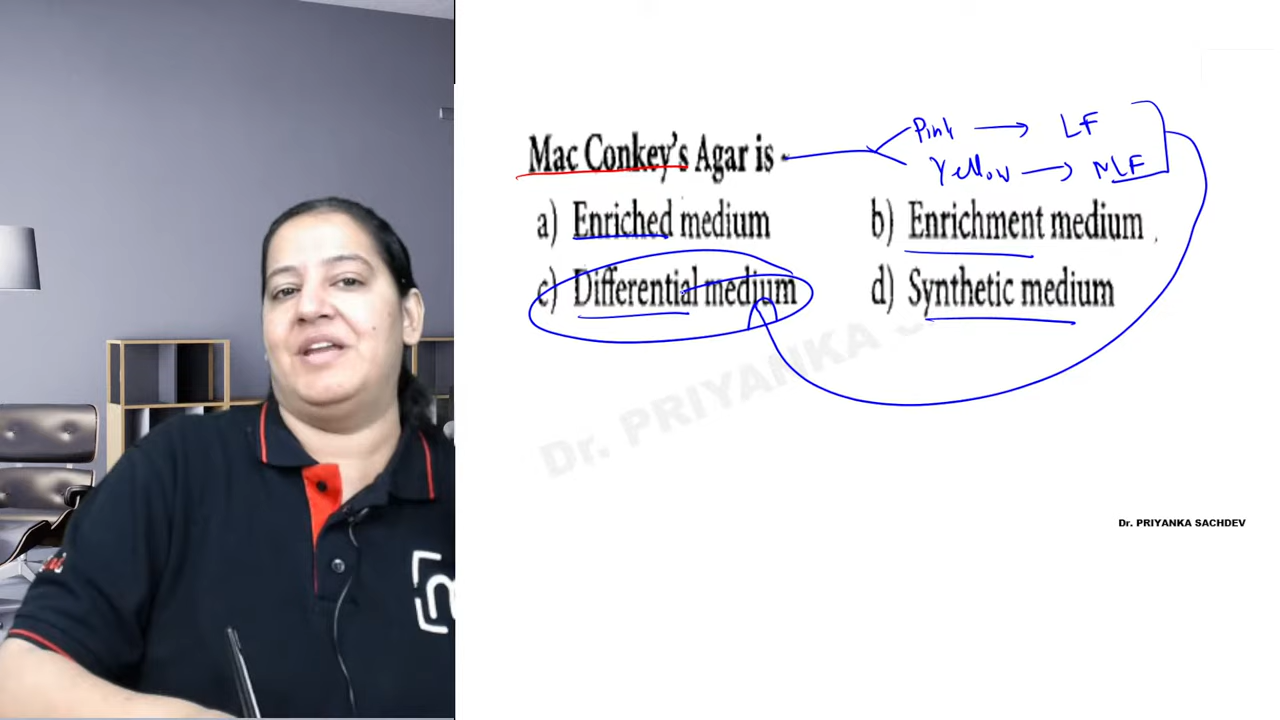 Pink → LF
Mac Conkey's Agar is -
Yellow → NLF
a) Enriched medium
b) Enrichment medium
c) Differential medium
d) Synthetic medium
Dr. PRIYANKA S
Dr. PRIYANKA SACHDEV